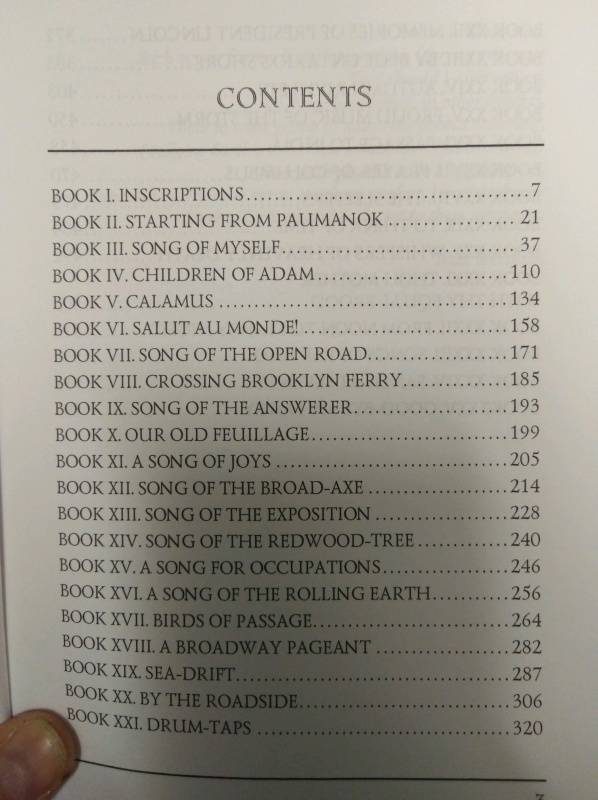 CONTENTS
BOOK I. INSCRIPTIONS........................................7
BOOK II. STARTING FROM PAUMANOK .................. 21
BOOK III. SONG OF MYSELF................................. 37
BOOK IV. CHILDREN OF ADAM...........................110
BOOK V. CALAMUS .........................................134
BOOK VI. SALUT AU MONDE! .............................158
BOOK VII. SONG OF THE OPEN ROAD....................171
BOOK VIII. CROSSING BROOKLYN FERRY...............185
BOOK IX. SONG OF THE ANSWERER......................193
BOOK X. OUR OLD FEUILLAGE............................199
BOOK XI. A SONG OF JOYS .................................205
BOOK XII. SONG OF THE BROAD-AXE ....................214
BOOK XIII. SONG OF THE EXPOSITION ...................228
BOOK XIV. SONG OF THE REDWOOD-TREE .............240
BOOK XV. A SONG FOR OCCUPATIONS..................246
BOOK XVI. A SONG OF THE ROLLING EARTH...........256
BOOK XVII. BIRDS OF PASSAGE............................264
BOOK XVIII. A BROADWAY PAGEANT ....................282
BOOK XIX. SEA-DRIFT.......................................287
BOOK XX. BY THE ROADSIDE..............................306
BOOK XXI. DRUM-TAPS ....................................320